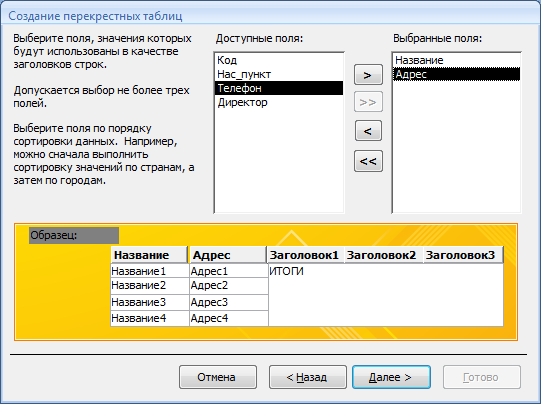 Создание перекрестных таблиц
Выберите поля, значения которых
будут использованы в качестве
заголовков строк.
Допускается выбор не более трех
полей.
Выберите поля по порядку
сортировки данных. Например,
можно сначала выполнить
сортировку значений по странам, а
затем по городам.
Доступные поля:
Код
Нас_пункт
Телефон
Директор
>
>>
<
<<
Выбранные поля:
Название
Адрес
Образец:
Название Адрес Заголовок1 Заголовок2 Заголовок3
Название1 Адрес1 ИТОГИ
Название2 Адрес2
Название3 Адрес3
Название4 Адрес4
Отмена < Назад Далее > Готово